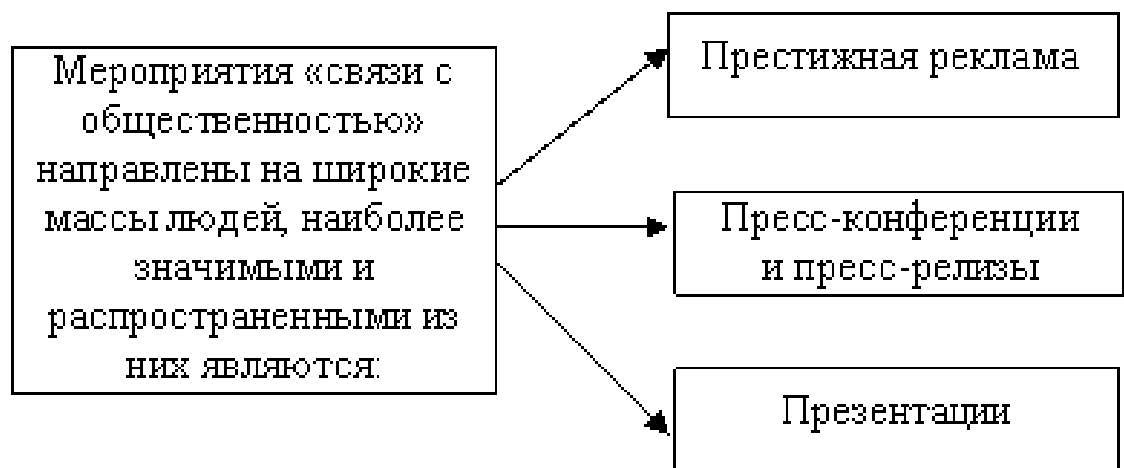 Мероприятия «связи с
общественностью»
направлены на широкие
массы людей, наиболее
значимыми и
распространенными из
них являются:
Престижная реклама
Пресс-конференции
и пресс-релизы
Презентации